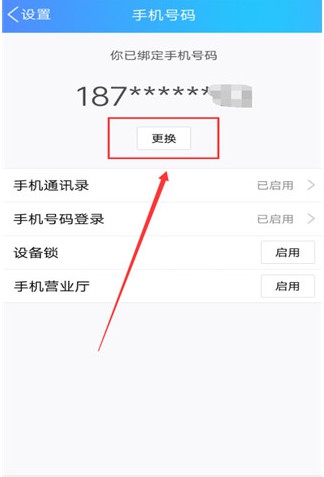 设置 手机号码
你已绑定手机号码
187******
更换
手机通讯录 已启用
手机号码登录 已启用
设备锁 启用
手机营业厅 启用